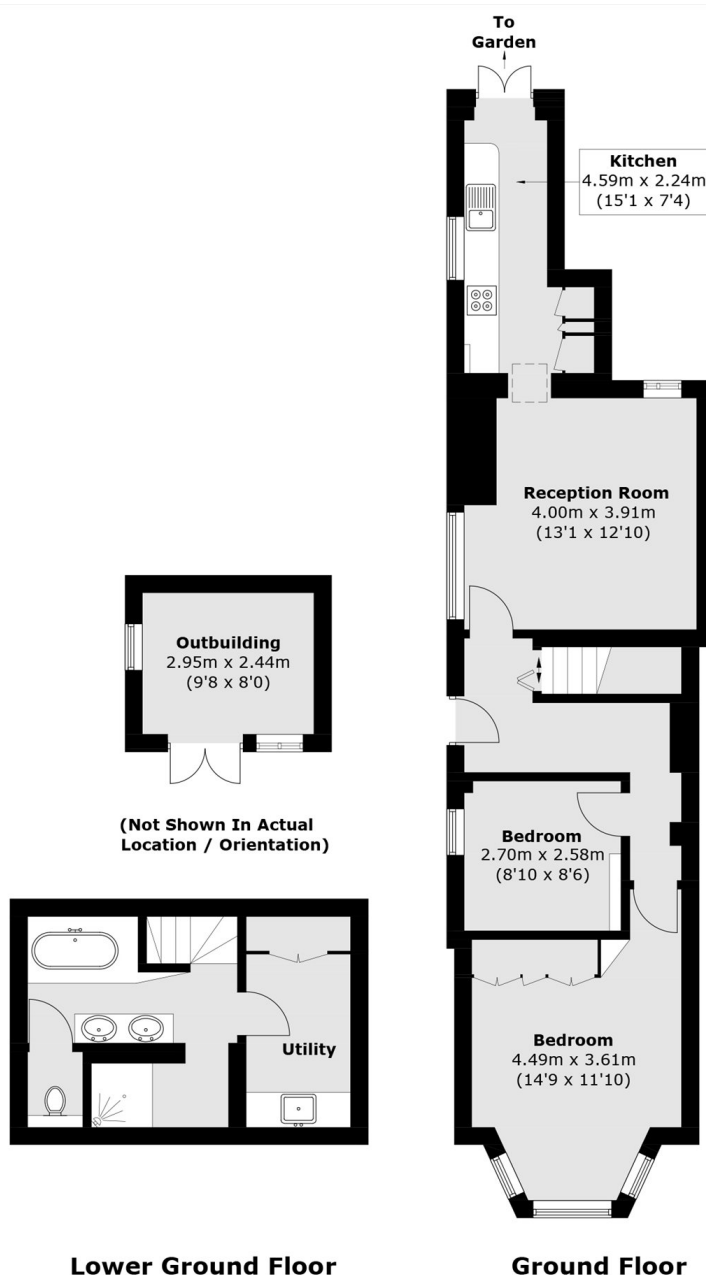 To
Garden
Kitchen
4.59m x 2.24m
(15'1 x 7'4)
Reception Room
4.00m x 3.91m
(13'1 x 12'10)
Outbuilding
2.95m x 2.44m
(9'8 x 8'0)
(Not Shown In Actual
Location / Orientation)
Bedroom
2.70m x 2.58m
(8'10 x 8'6)
Utility
Bedroom
4.49m x 3.61m
(14'9 x 11'10)
Lower Ground Floor
Ground Floor